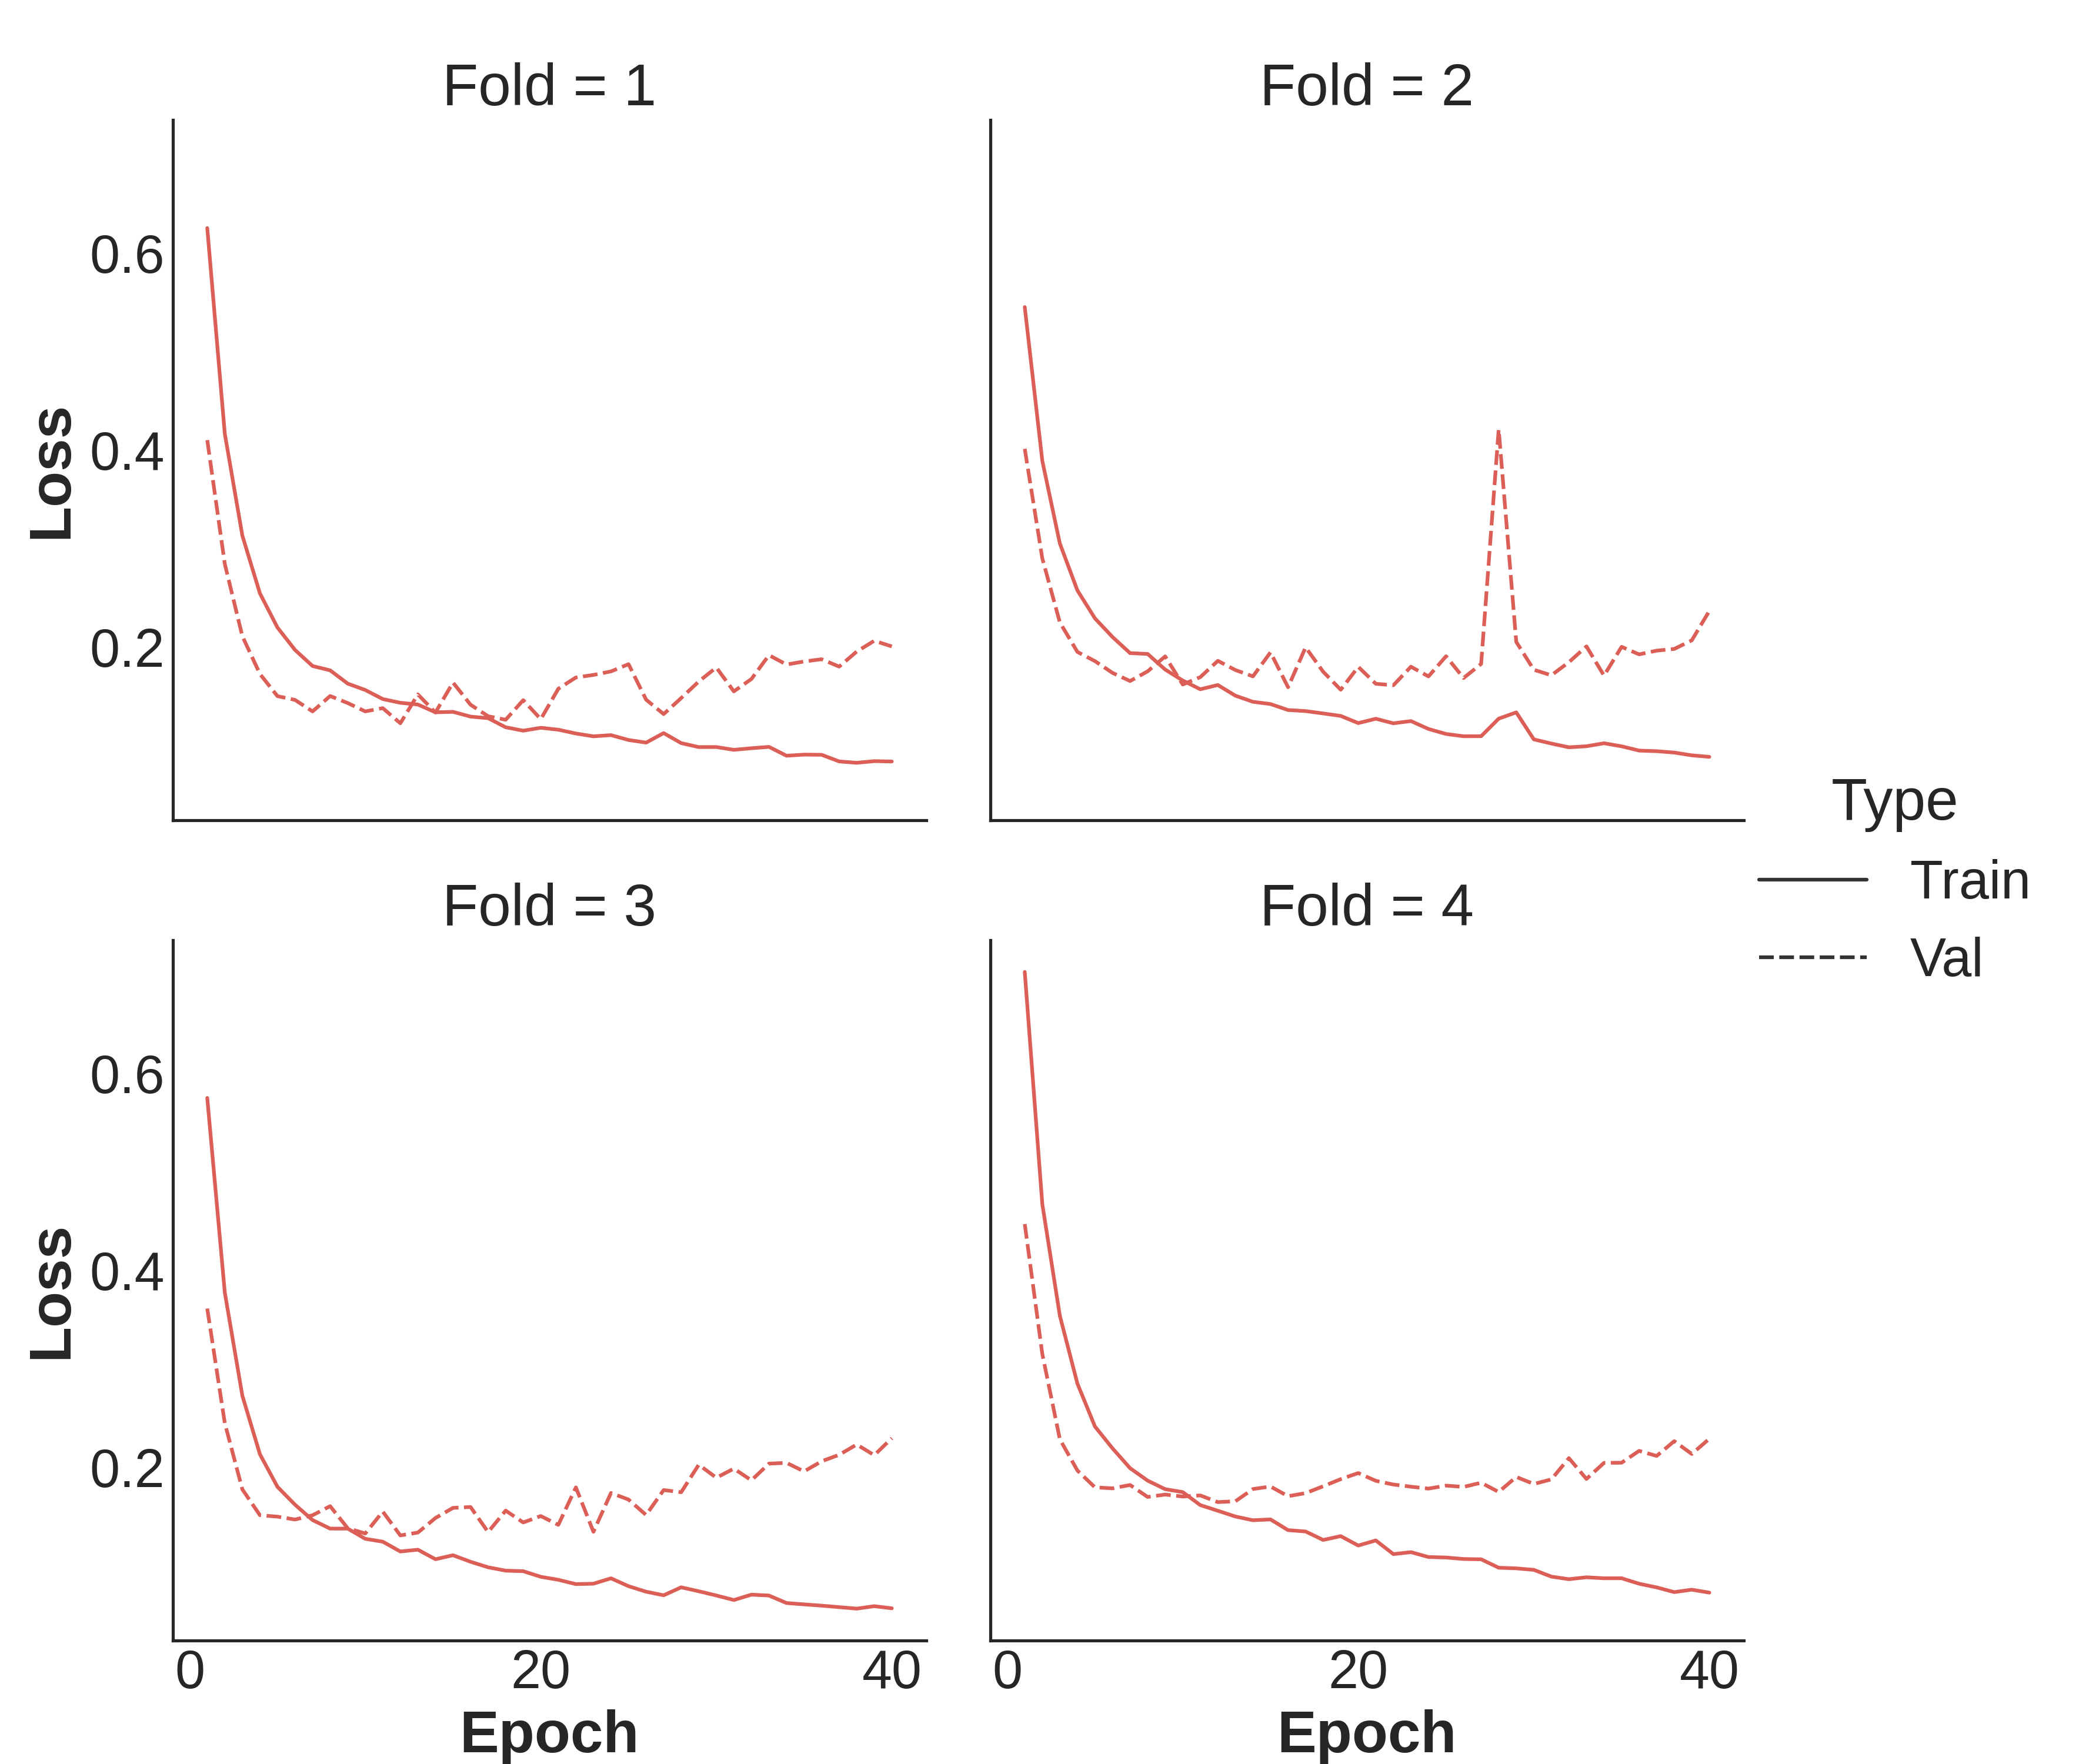 Fold = 1
Fold = 2
Loss
0.6
0.4
0.2
Type
Train
Val
Fold = 3
Fold = 4
Loss
0.6
0.4
0.2
0
20
40
0
20
40
Epoch
Epoch